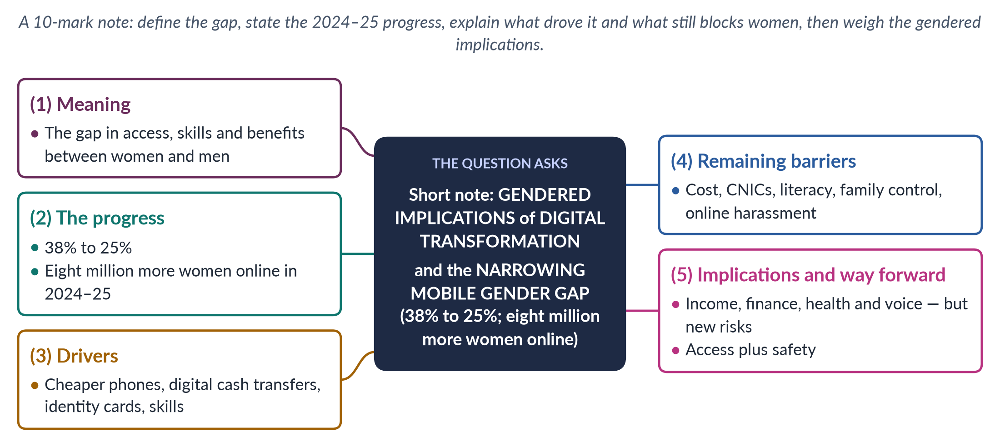 A 10-mark note: define the gap, state the 2024–25 progress, explain what drove it and what still blocks women, then weigh the gendered
implications.
(1) Meaning
• The gap in access, skills and benefits
between women and men
(2) The progress
• 38% to 25%
• Eight million more women online in
2024–25
(3) Drivers
• Cheaper phones, digital cash transfers,
identity cards, skills
THE QUESTION ASKS
Short note: GENDERED
IMPLICATIONS of DIGITAL
TRANSFORMATION
and the NARROWING
MOBILE GENDER GAP
(38% to 25%; eight million
more women online)
(4) Remaining barriers
• Cost, CNICs, literacy, family control,
online harassment
(5) Implications and way forward
• Income, finance, health and voice — but
new risks
• Access plus safety